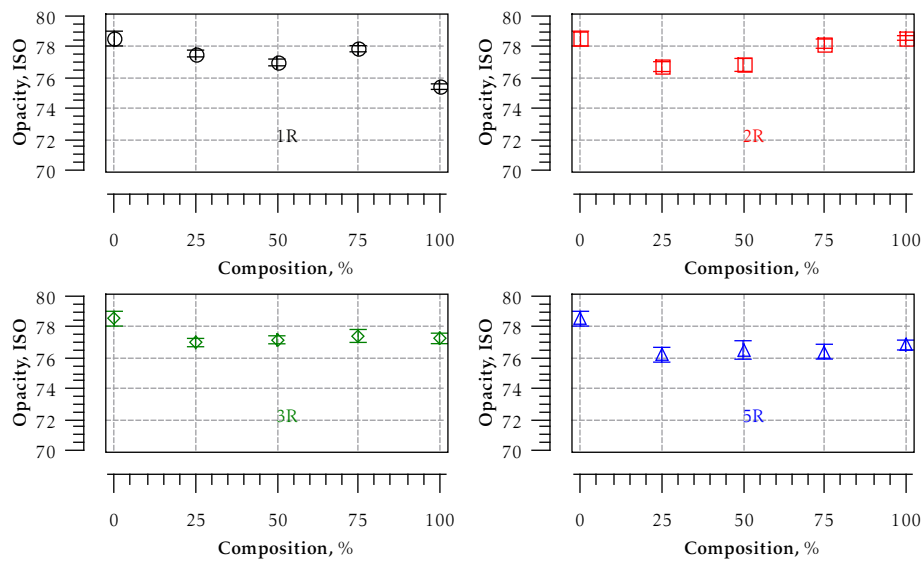 80
78
76
74
72
70
Opacity, ISO
1R
0 25 50 75 100
Composition, %
80
78
76
74
72
70
Opacity, ISO
2R
0 25 50 75 100
Composition, %
80
78
76
74
72
70
Opacity, ISO
3R
0 25 50 75 100
Composition, %
80
78
76
74
72
70
Opacity, ISO
5R
0 25 50 75 100
Composition, %